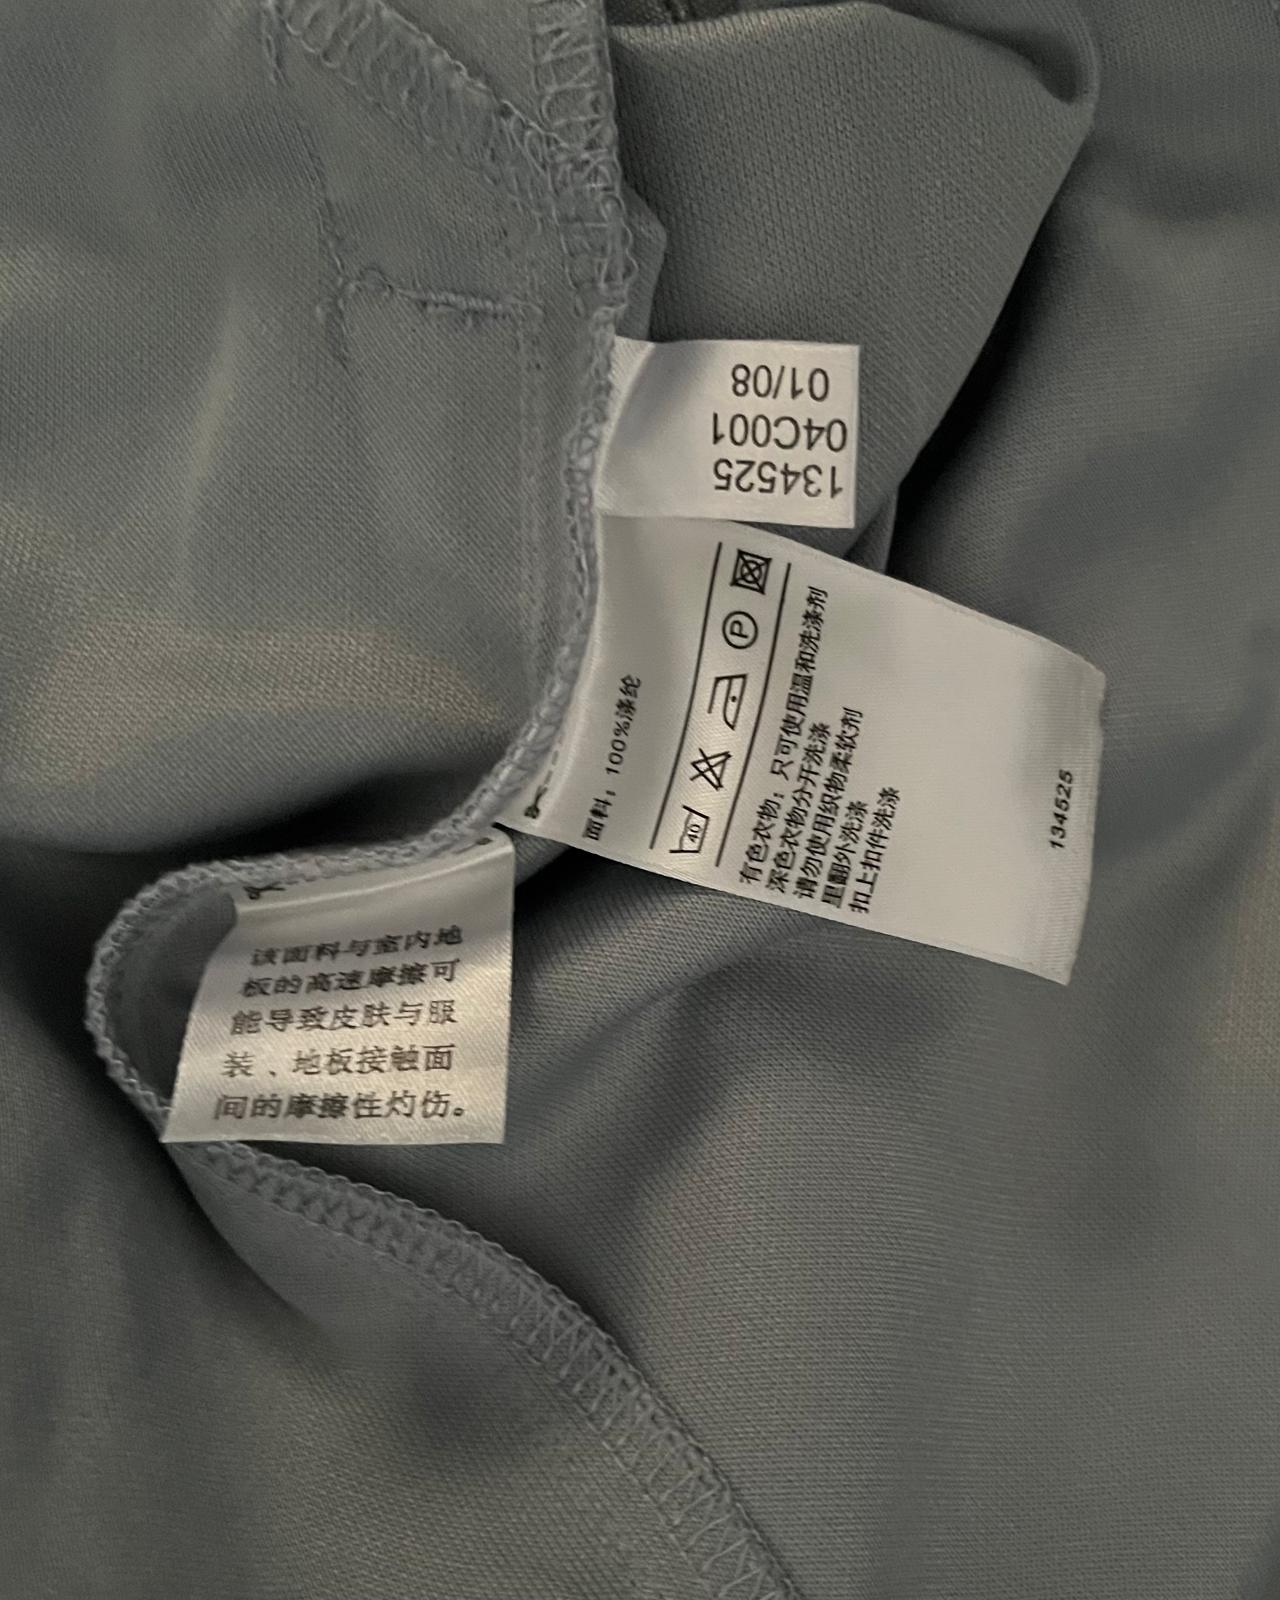 134525
04C001
01/08
面料：100%涤纶
40
P
有色衣物：只可使用温和洗涤剂
深色衣物分开洗涤
请勿使用织物柔软剂
里翻外洗涤
扣上扣件洗涤
134525
该面料与室内地
板的高速摩擦可
能导致皮肤与服
装、地板接触面
间的摩擦性灼伤。